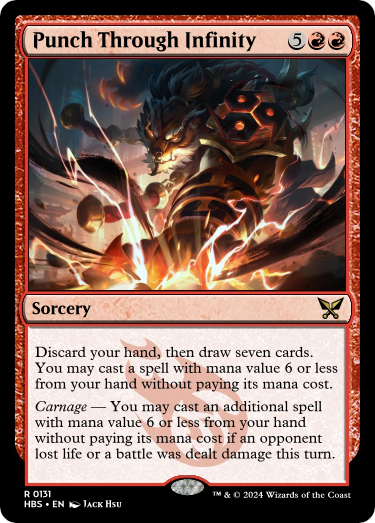 Punch Through Infinity 5
Sorcery
Discard your hand, then draw seven cards.
You may cast a spell with mana value 6 or less
from your hand without paying its mana cost.
Carnage — You may cast an additional spell
with mana value 6 or less from your hand
without paying its mana cost if an opponent
lost life or a battle was dealt damage this turn.
R 0131
HBS • EN Jack Hsu
™ & © 2024 Wizards of the Coast